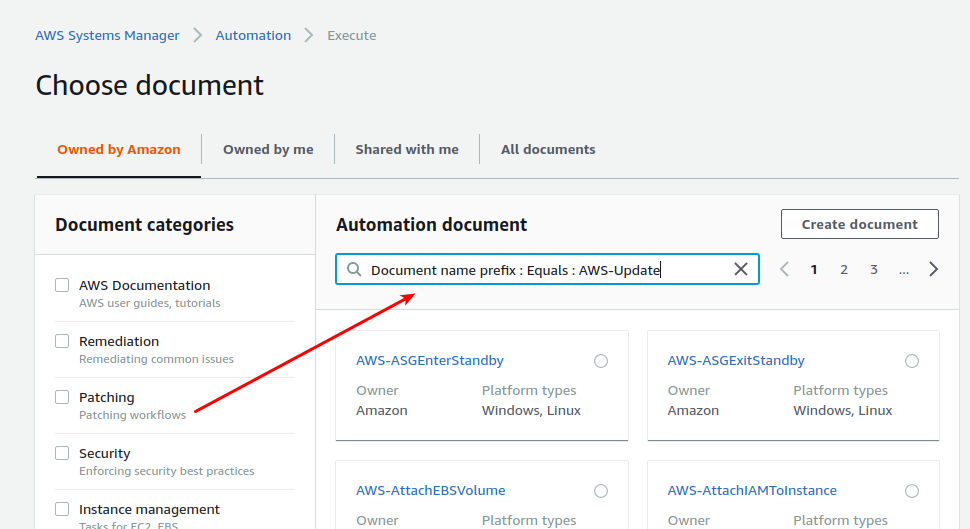 AWS Systems Manager > Automation > Execute
Choose document
Owned by Amazon
Owned by me
Shared with me
All documents
Document categories
AWS Documentation
AWS user guides, tutorials
Remediation
Remediating common issues
Patching
Patching workflows
Security
Enforcing security best practices
Instance management
Tasks for EC2, EBS
Automation document
Create document
Document name prefix : Equals : AWS-Update
1 2 3 ...
AWS-ASGEnterStandby
Owner Platform types
Amazon Windows, Linux
AWS-ASGExitStandby
Owner Platform types
Amazon Windows, Linux
AWS-AttachEBSVolume
Owner Platform types
AWS-AttachIAMToInstance
Owner Platform types